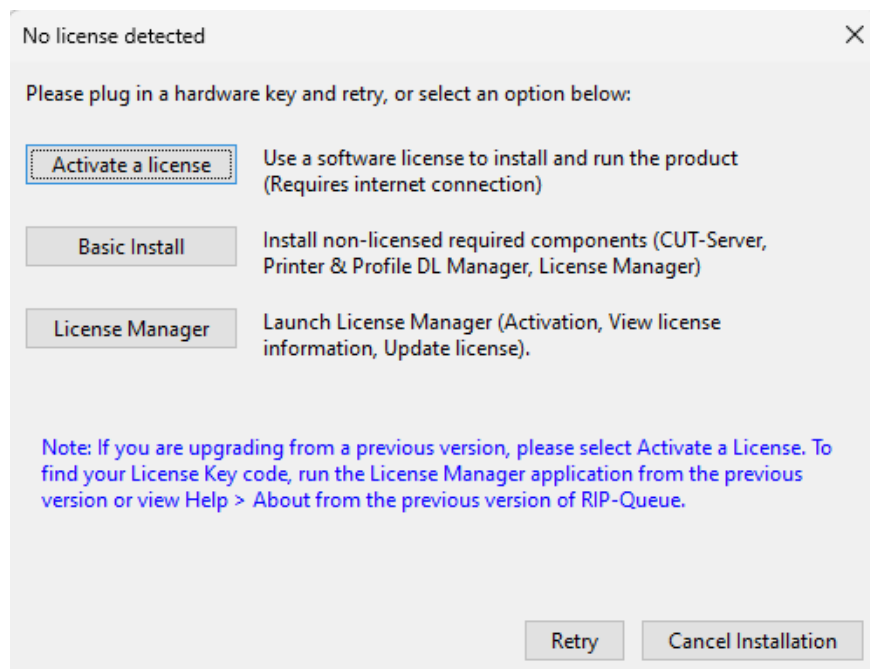 No license detected
Please plug in a hardware key and retry, or select an option below:
Activate a license
Use a software license to install and run the product
(Requires internet connection)
Basic Install
Install non-licensed required components (CUT-Server,
Printer & Profile DL Manager, License Manager)
License Manager
Launch License Manager (Activation, View license
information, Update license).
Note: If you are upgrading from a previous version, please select Activate a License. To
find your License Key code, run the License Manager application from the previous
version or view Help > About from the previous version of RIP-Queue.
Retry
Cancel Installation